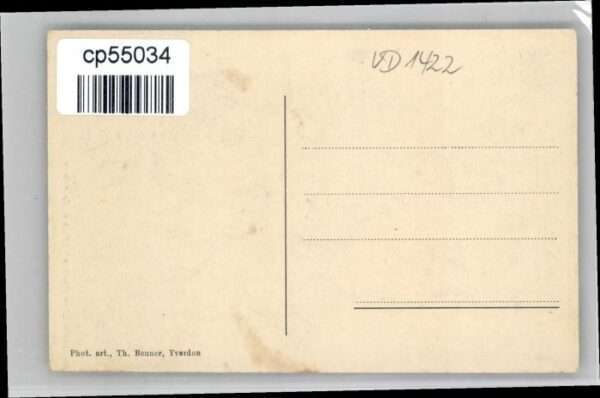 cp55034
VD 1422
Phot. art., Th. Benner, Yverdon